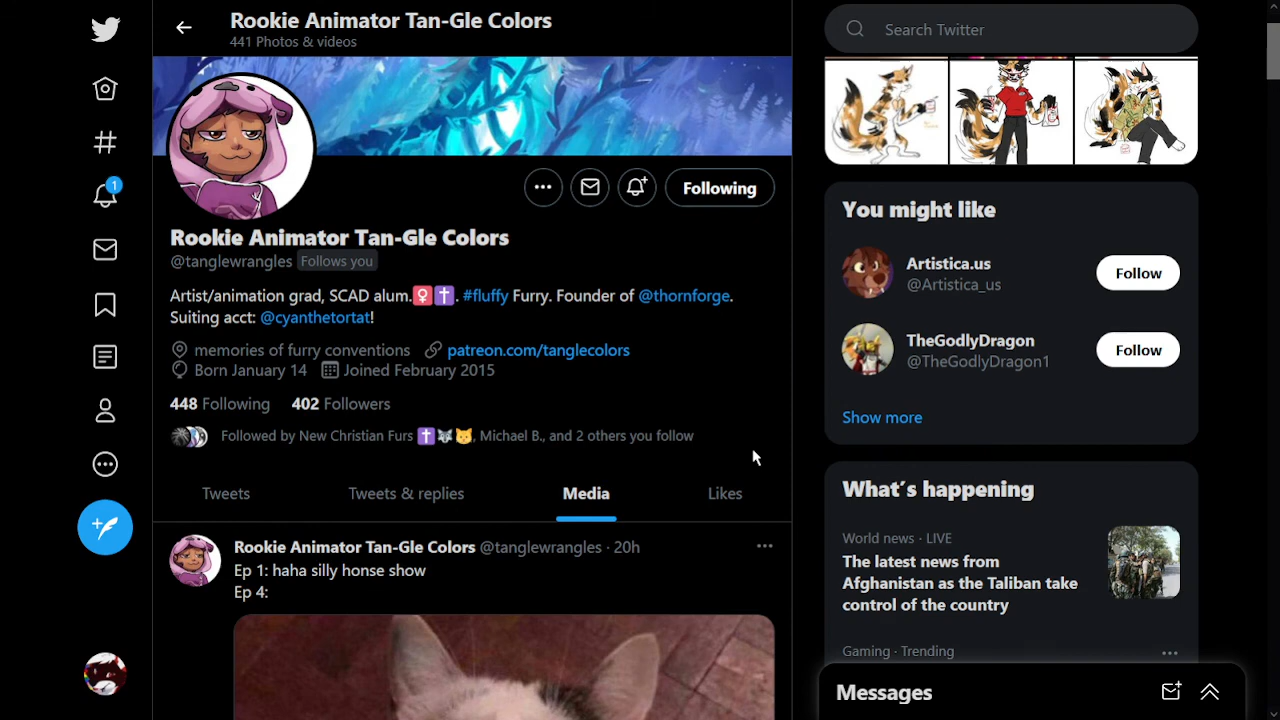 Rookie Animator Tan-Gle Colors
441 Photos & videos
Search Twitter
1
Following
Rookie Animator Tan-Gle Colors
@tanglewrangles Follows you
Artist/animation grad, SCAD alum.♀️✝️. #fluffy Furry. Founder of @thornforge.
Suiting acct: @cyanthetortat!
memories of furry conventions patreon.com/tanglecolors
Born January 14 Joined February 2015
448 Following 402 Followers
Followed by New Christian Furs ✝️🐺🐱, Michael B., and 2 others you follow
Tweets Tweets & replies Media Likes
Rookie Animator Tan-Gle Colors @tanglewrangles · 20h
Ep 1: haha silly honse show
Ep 4:
You might like
Artistica.us
@Artistica_us
Follow
TheGodlyDragon
@TheGodlyDragon1
Follow
Show more
What's happening
World news · LIVE
The latest news from
Afghanistan as the Taliban take
control of the country
Gaming · Trending
Messages